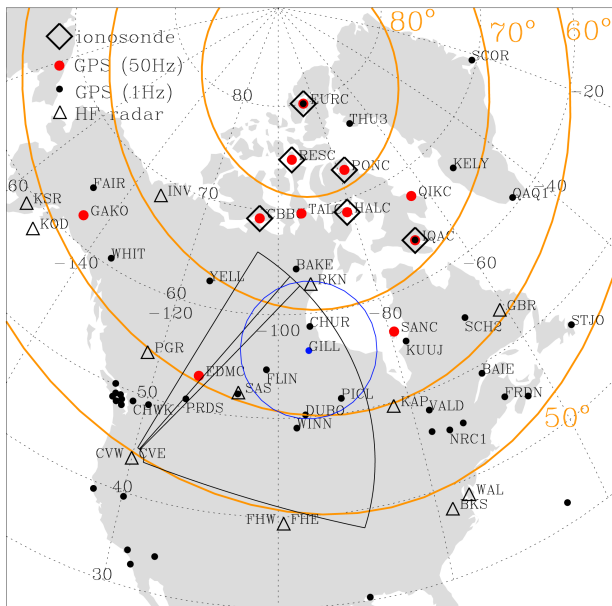 80° 70° 60°
ionosonde
GPS (50Hz)
GPS (1Hz)
HF radar
SCOR
-20
80
EURC
THU3
RESC
PONC
KELY
60
FAIR
INV
70
QIKC
QAQ1
40
KSR
GAKO
CBB
TALO
HALC
KOD
IQAC
WHIT
-140
BAKE
-60
YELL
RKN
60
-120
-80
GBR
-100
CHUR
SANC
SCH2
STJO
PGR
GILL
KUUJ
EDMC
FLIN
BAIE
50
SAS
PICL
FRDN
CHWK
PRDS
DUBO
KAP
VALD
50°
WINN
NRC1
CVW
CVE
40
WAL
FHW
FHE
BKS
30